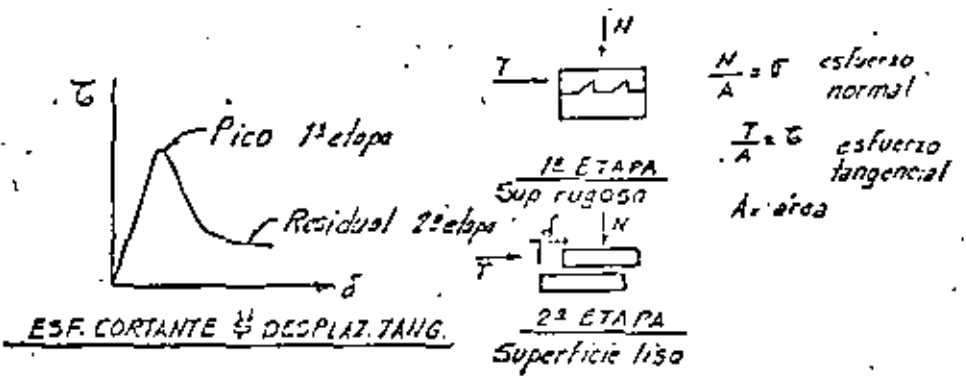 τ
Pico 1ª etapa
Residual 2ª etapa
δ
ESF. CORTANTE DESPLAZ. TANG.
N
T
1ª ETAPA
Sup rugosa
δ
N
T
2ª ETAPA
Superficie lisa
N/A = σ esfuerzo normal
T/A = τ esfuerzo tangencial
A = área